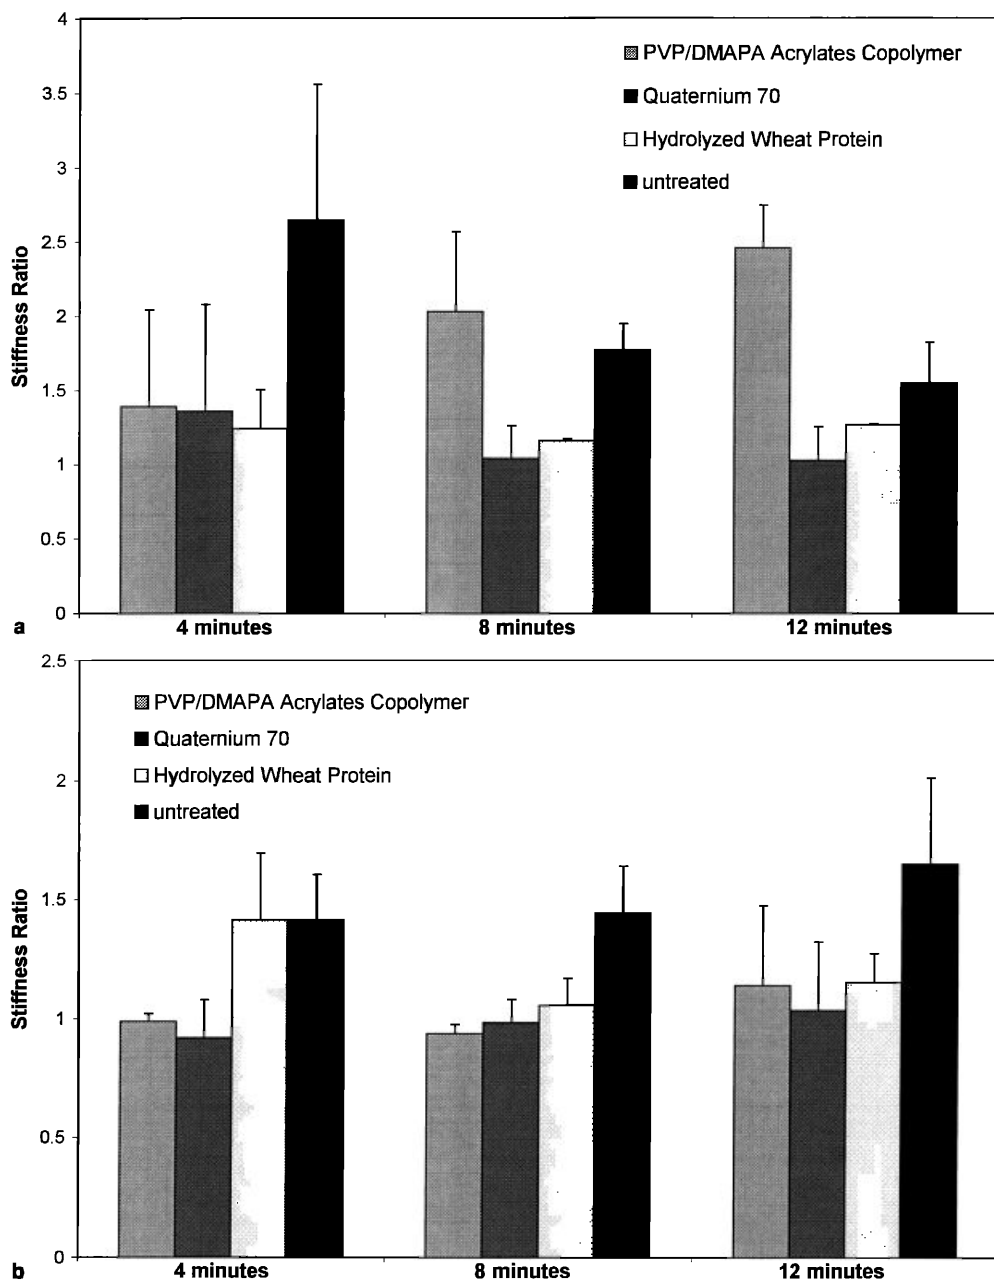 4
3.5
3
2.5
2
1.5
1
0.5
0
Stiffness Ratio
PVP/DMAPA Acrylates Copolymer
Quaternium 70
Hydrolyzed Wheat Protein
untreated
a
4 minutes 8 minutes 12 minutes
2.5
2
1.5
1
0.5
0
Stiffness Ratio
PVP/DMAPA Acrylates Copolymer
Quaternium 70
Hydrolyzed Wheat Protein
untreated
b
4 minutes 8 minutes 12 minutes